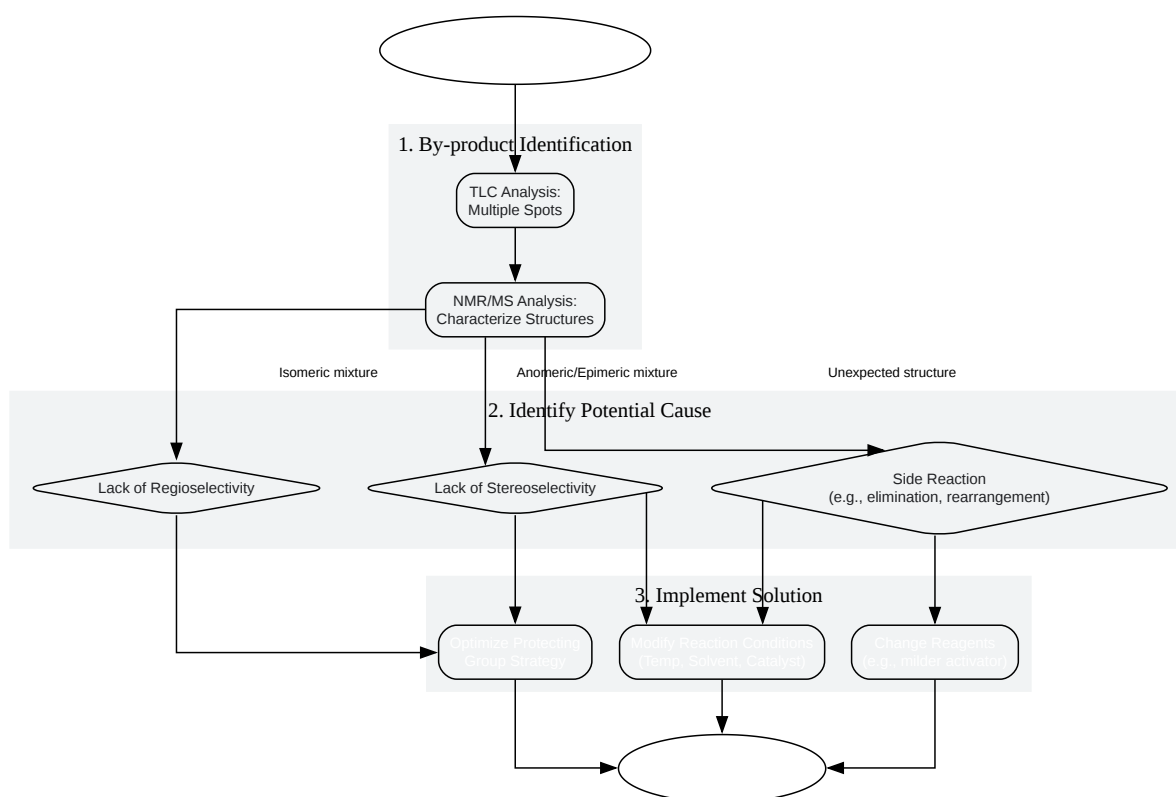 1. By-product Identification
TLC Analysis:
Multiple Spots
NMR/MS Analysis:
Characterize Structures
Isomeric mixture
Anomeric/Epimeric mixture
Unexpected structure
2. Identify Potential Cause
Lack of Regioselectivity
Lack of Stereoselectivity
Side Reaction
(e.g., elimination, rearrangement)
3. Implement Solution
Optimize Protecting
Group Strategy
Modify Reaction Conditions
(Temp, Solvent, Catalyst)
Change Reagents
(e.g., milder activator)